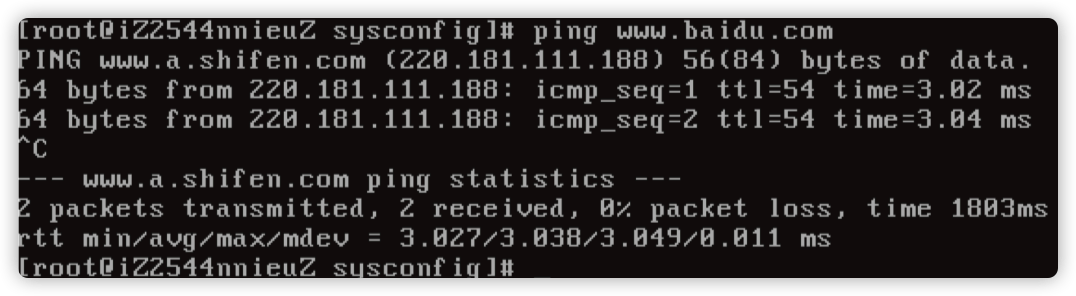 [root@iZ2544nnieuZ sysconfig]# ping www.baidu.com
PING www.a.shifen.com (220.181.111.188) 56(84) bytes of data.
64 bytes from 220.181.111.188: icmp_seq=1 ttl=54 time=3.02 ms
64 bytes from 220.181.111.188: icmp_seq=2 ttl=54 time=3.04 ms
^C
--- www.a.shifen.com ping statistics ---
2 packets transmitted, 2 received, 0% packet loss, time 1803ms
rtt min/avg/max/mdev = 3.027/3.038/3.049/0.011 ms
[root@iZ2544nnieuZ sysconfig]# _